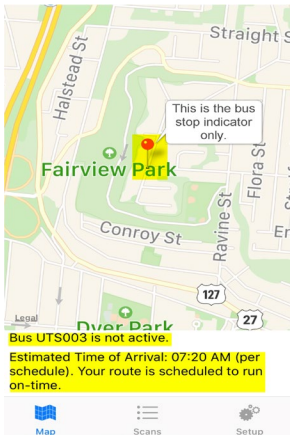 Straight S
Halstead St
This is the bus
stop indicator
only.
Fairview Park
Flora St
Conroy St
Ravine St
Er
127
27
Legal
Dver Park
Bus UTS003 is not active.
Estimated Time of Arrival: 07:20 AM (per
schedule). Your route is scheduled to run
on-time.
Map
Scans
Setup